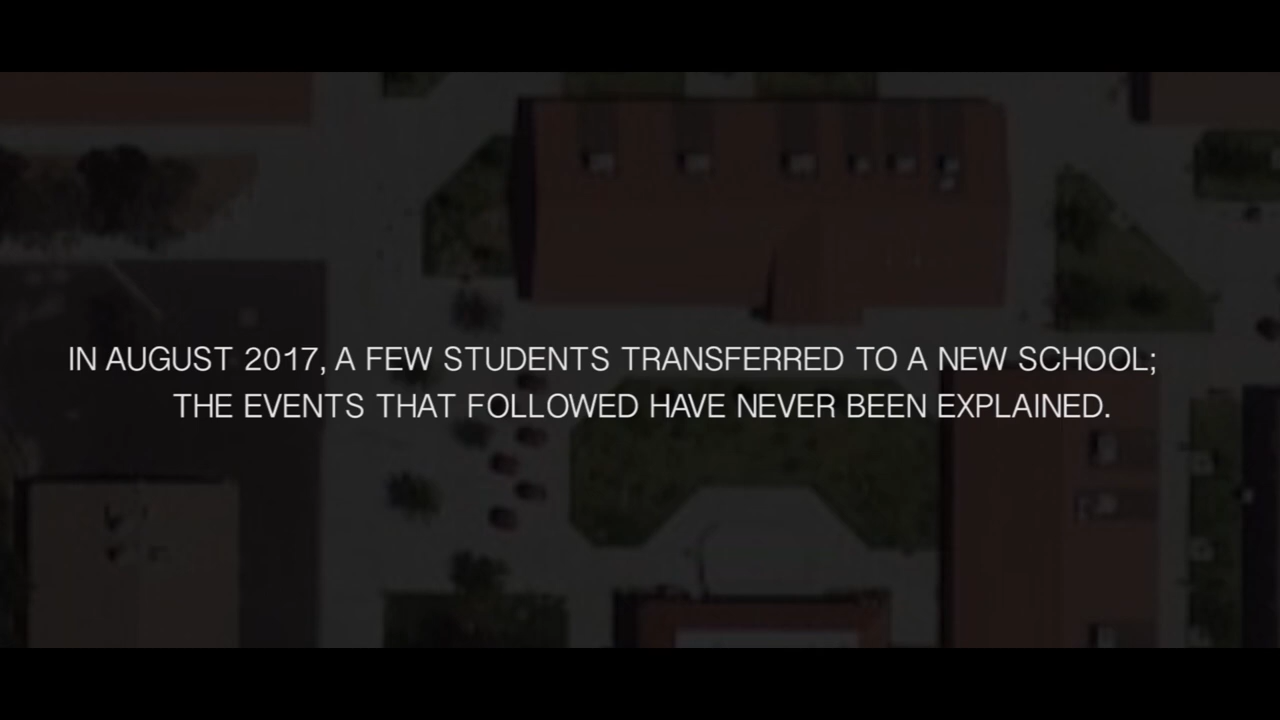 IN AUGUST 2017, A FEW STUDENTS TRANSFERRED TO A NEW SCHOOL;
THE EVENTS THAT FOLLOWED HAVE NEVER BEEN EXPLAINED.